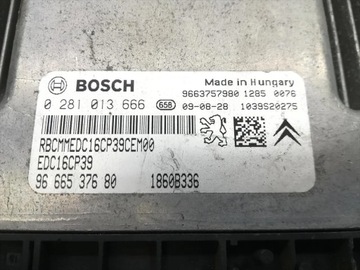 BOSCH
Made in Hungary
9663757980 1285 0076
0 281 013 666 658 09-08-28 1039S20275
RBCMMEDC16CP39CEM00
EDC16CP39
96 665 376 80 1860B336